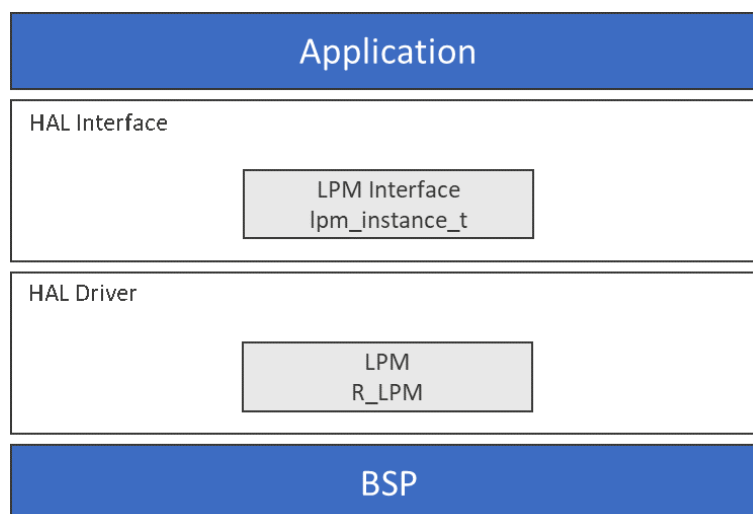 Application
HAL Interface
LPM Interface
lpm_instance_t
HAL Driver
LPM
R_LPM
BSP